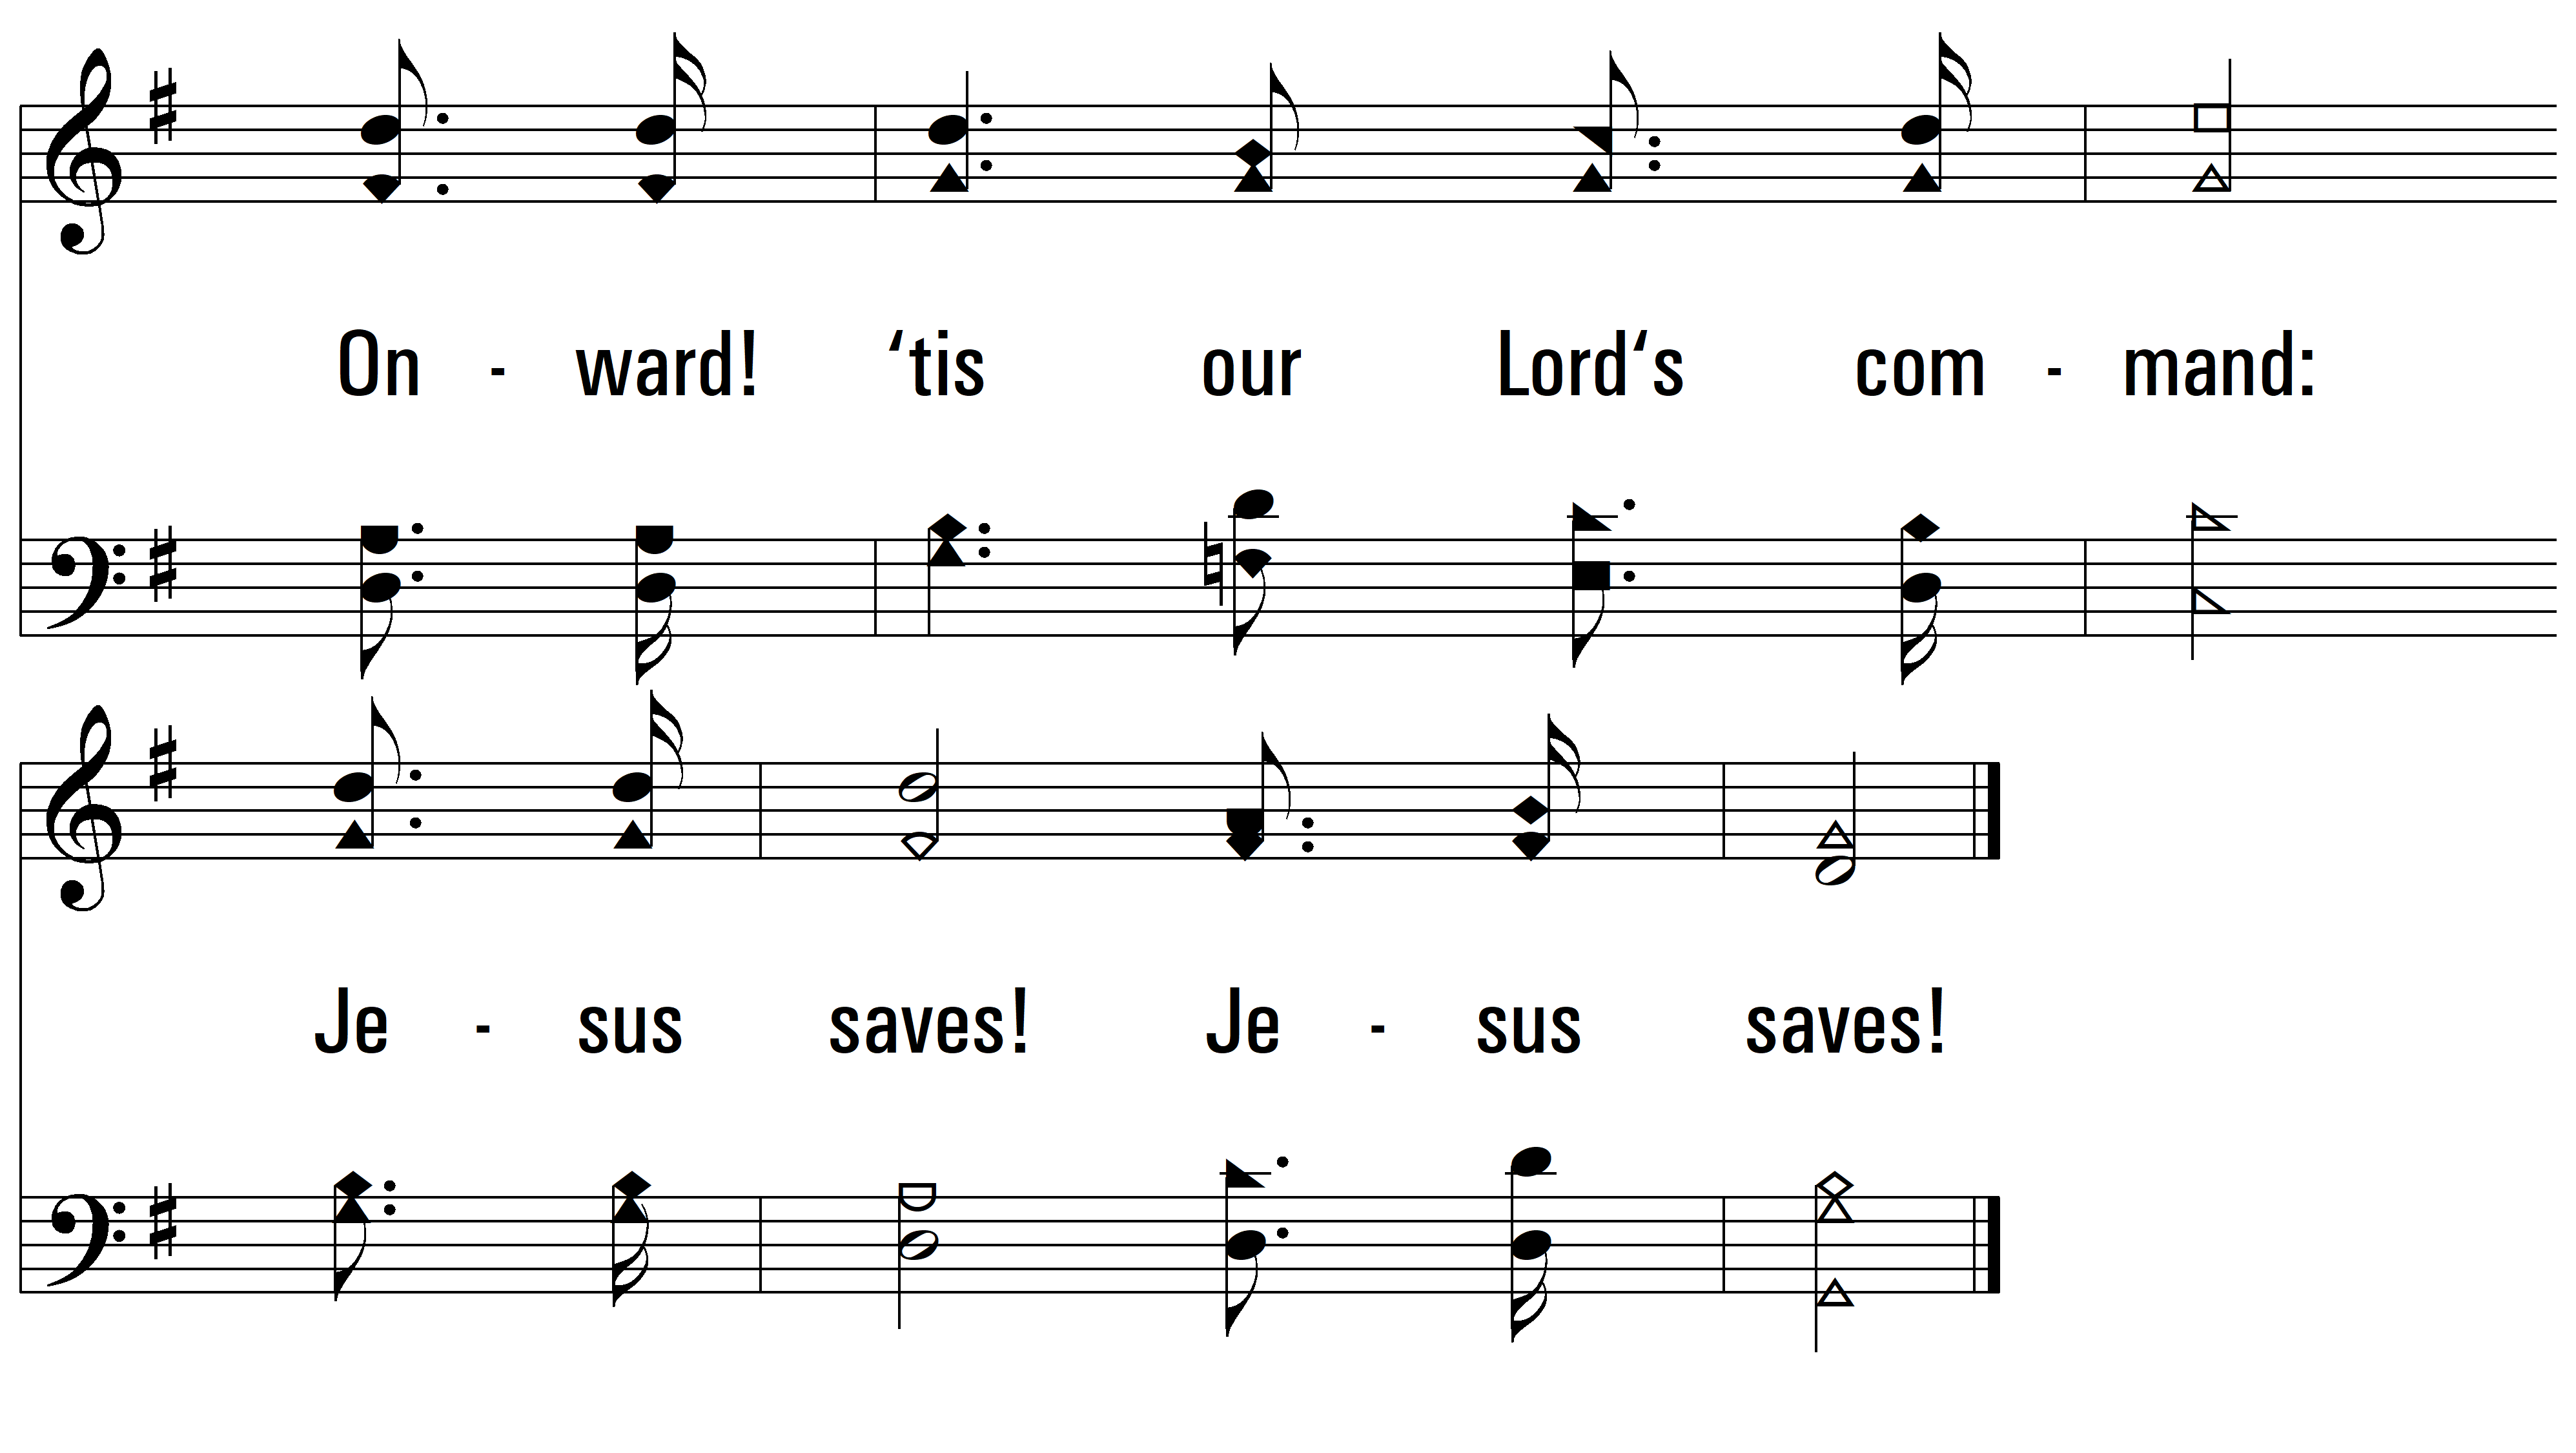 On - ward! ‘tis our Lord‘s com - mand:
Je - sus saves! Je - sus saves!